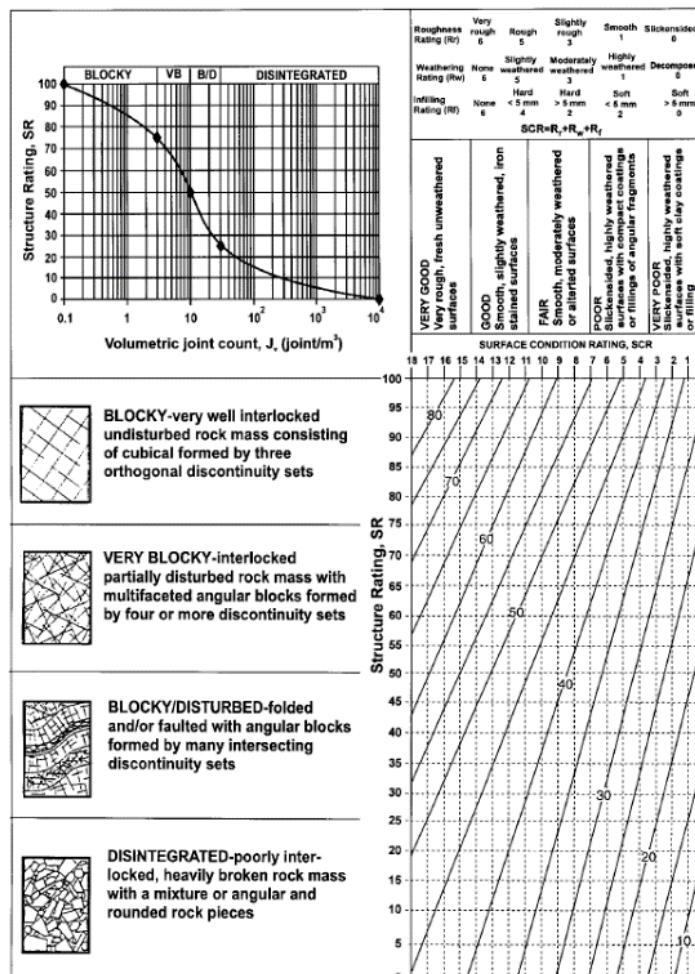 BLOCKY VB B/D DISINTEGRATED
Structure Rating, SR
100
90
80
70
60
50
40
30
20
10
0
0.1 1 10 10² 10³ 10⁴
Volumetric joint count, Jv (joint/m³)
Roughness Rating (Rr) Very rough 6 Rough 5 Slightly rough 3 Smooth 1 Slickensided 0
Weathering Rating (Rw) None 6 Slightly weathered 5 Moderately weathered 3 Highly weathered 1 Decompose 0
Infilling Rating (Rf) None 6 Hard < 5 mm 4 Hard > 5 mm 2 Soft < 5 mm 2 Soft > 5 mm 0
SCR=Rr+Rw+Rf
VERY GOOD
Very rough, fresh unweathered
surfaces
GOOD
Smooth, slightly weathered, iron
stained surfaces
FAIR
Smooth, moderately weathered
or alterted surfaces
POOR
Slickensided, highly weathered
surfaces with compact coatings
or fillings of angular fragments
VERY POOR
Slickensided, highly weathered
surfaces with soft clay coatings
or filling
SURFACE CONDITION RATING, SCR
18 17 16 15 14 13 12 11 10 9 8 7 6 5 4 3 2 1
Structure Rating, SR
100
95
90
85
80
75
70
65
60
55
50
45
40
35
30
25
20
15
10
5
80
70
60
50
40
30
20
10
BLOCKY-very well interlocked
undisturbed rock mass consisting
of cubical formed by three
orthogonal discontinuity sets
VERY BLOCKY-interlocked
partially disturbed rock mass with
multifaceted angular blocks formed
by four or more discontinuity sets
BLOCKY/DISTURBED-folded
and/or faulted with angular blocks
formed by many intersecting
discontinuity sets
DISINTEGRATED-poorly inter-
locked, heavily broken rock mass
with a mixture or angular and
rounded rock pieces